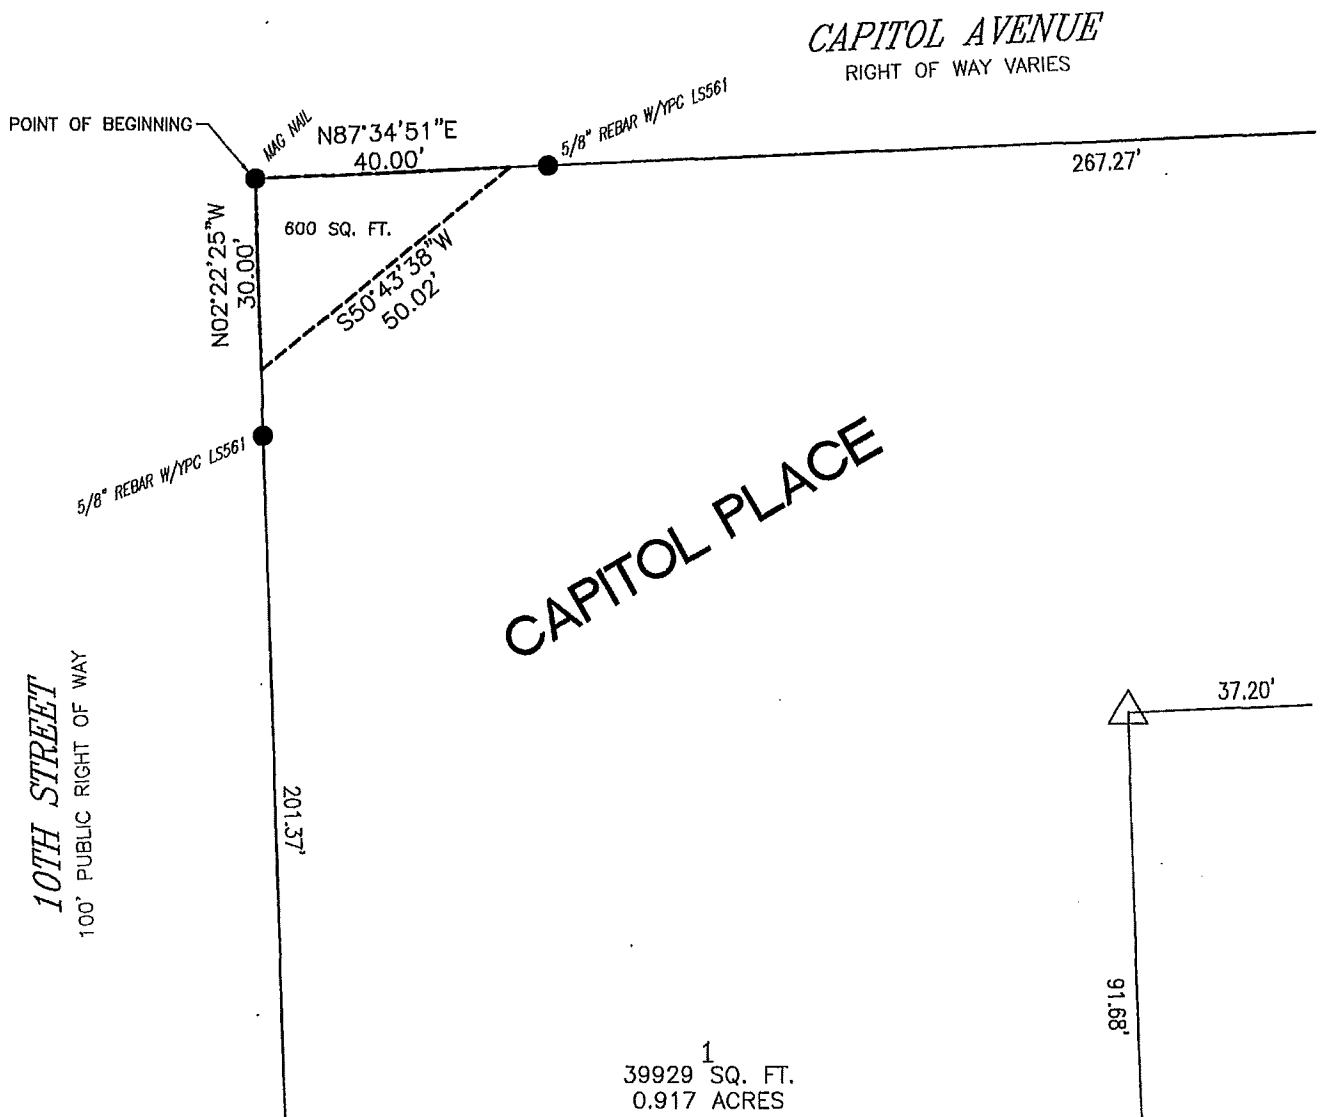 CAPITOL AVENUE
RIGHT OF WAY VARIES
POINT OF BEGINNING
MAG NAIL
N87°34'51"E
40.00'
5/8" REBAR W/YPC LS561
267.27'
600 SQ. FT.
N02°22'25"W
30.00'
S50°43'38"W
50.02'
5/8" REBAR W/YPC LS561
CAPITOL PLACE
10TH STREET
100' PUBLIC RIGHT OF WAY
201.37'
37.20'
91.68'
1
39929 SQ. FT.
0.917 ACRES